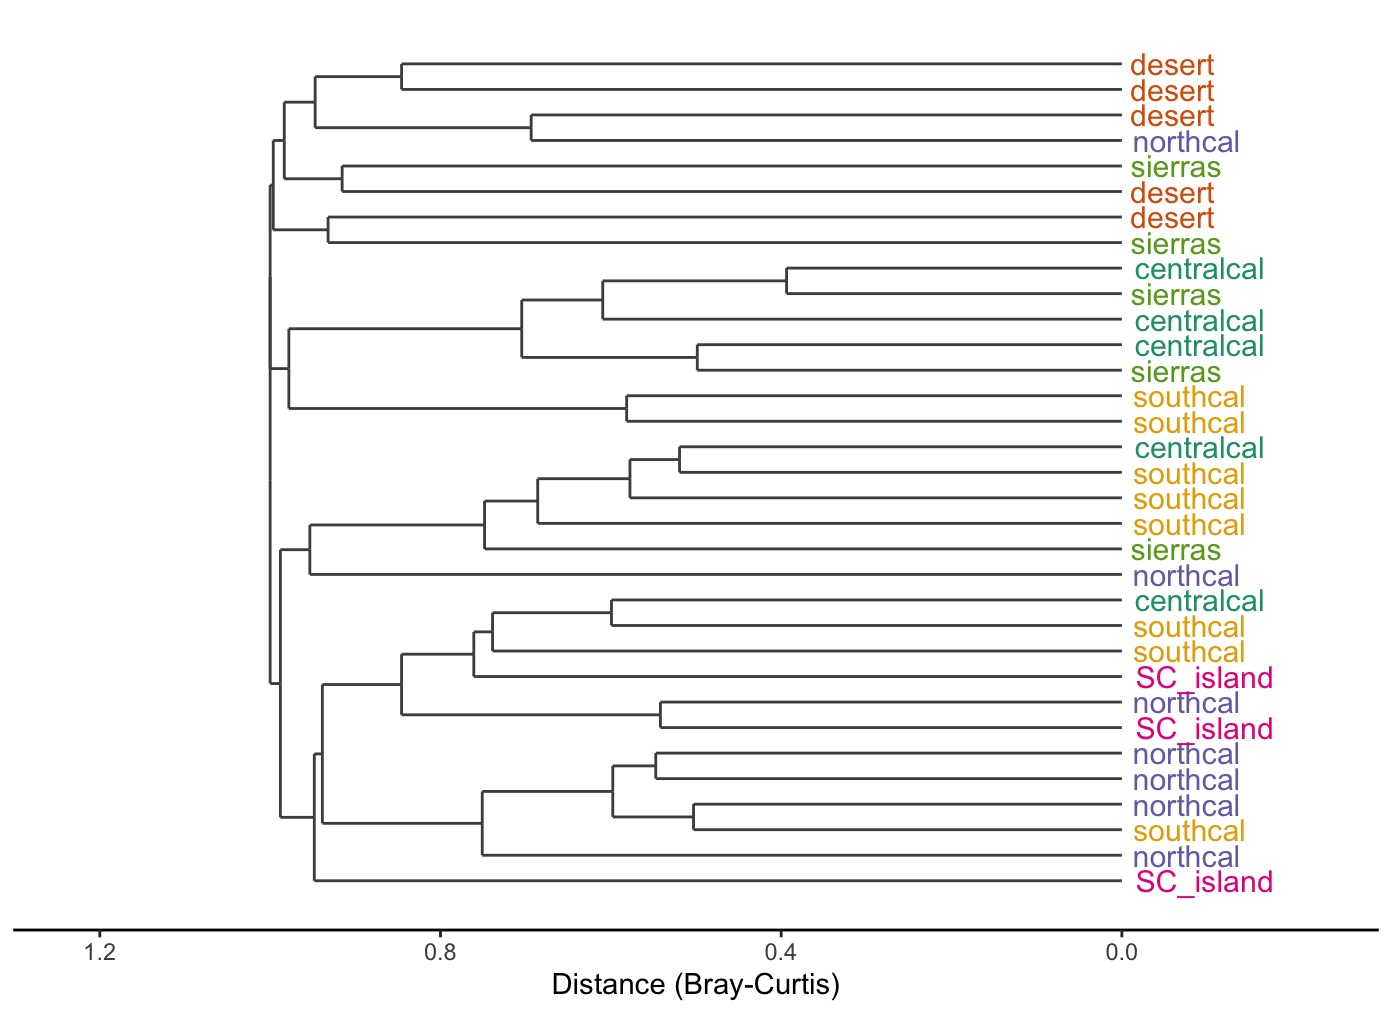 desert
desert
desert
northcal
sierras
desert
desert
sierras
centralcal
sierras
centralcal
centralcal
sierras
southcal
southcal
centralcal
southcal
southcal
southcal
sierras
northcal
centralcal
southcal
southcal
SC_island
northcal
SC_island
northcal
northcal
northcal
southcal
northcal
SC_island
1.2 0.8 0.4 0.0
Distance (Bray-Curtis)